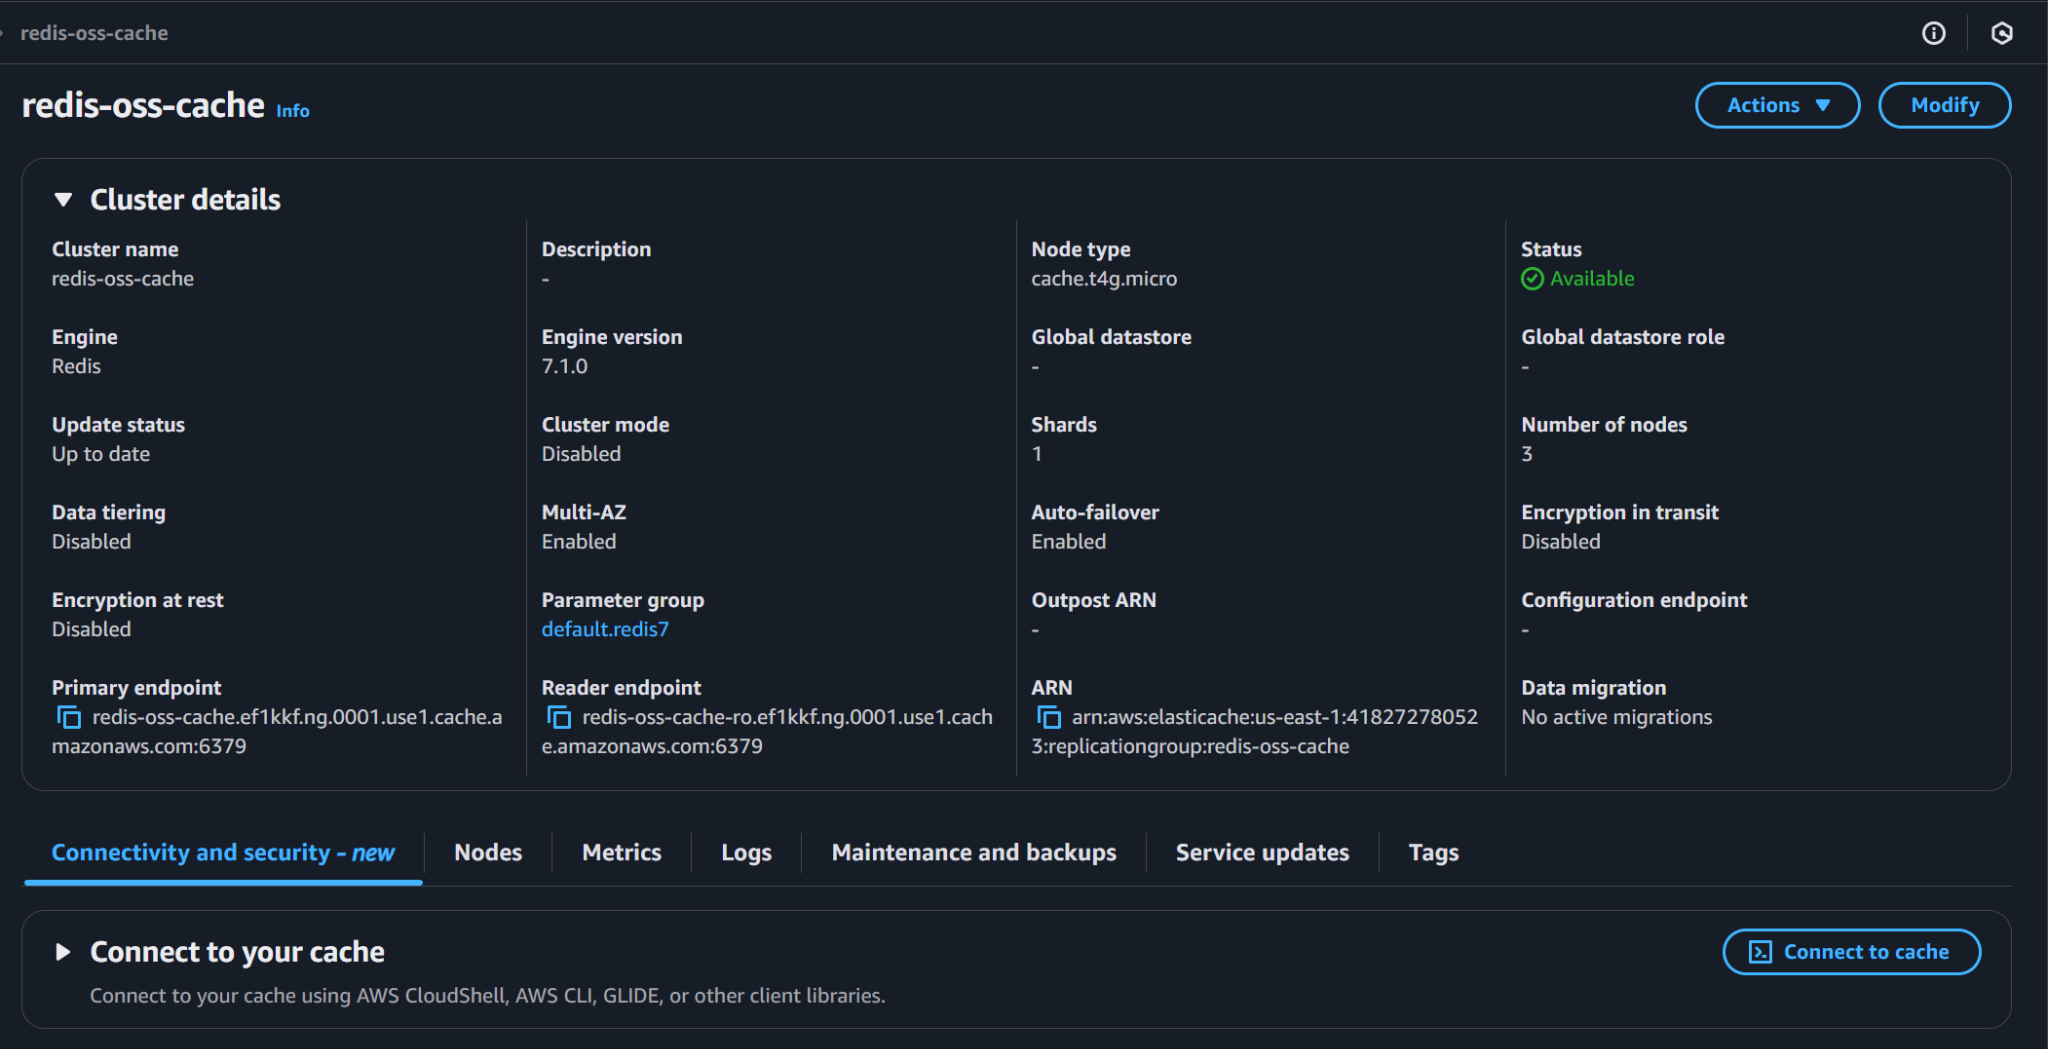 redis-oss-cache
redis-oss-cache Info
Actions
Modify
Cluster details
Cluster name
redis-oss-cache
Description
-
Node type
cache.t4g.micro
Status
Available
Engine
Redis
Engine version
7.1.0
Global datastore
-
Global datastore role
-
Update status
Up to date
Cluster mode
Disabled
Shards
1
Number of nodes
3
Data tiering
Disabled
Multi-AZ
Enabled
Auto-failover
Enabled
Encryption in transit
Disabled
Encryption at rest
Disabled
Parameter group
default.redis7
Outpost ARN
-
Configuration endpoint
-
Primary endpoint
redis-oss-cache.ef1kkf.ng.0001.use1.cache.a
mazonaws.com:6379
Reader endpoint
redis-oss-cache-ro.ef1kkf.ng.0001.use1.cach
e.amazonaws.com:6379
ARN
arn:aws:elasticache:us-east-1:41827278052
3:replicationgroup:redis-oss-cache
Data migration
No active migrations
Connectivity and security - new
Nodes
Metrics
Logs
Maintenance and backups
Service updates
Tags
Connect to your cache
Connect to cache
Connect to your cache using AWS CloudShell, AWS CLI, GLIDE, or other client libraries.